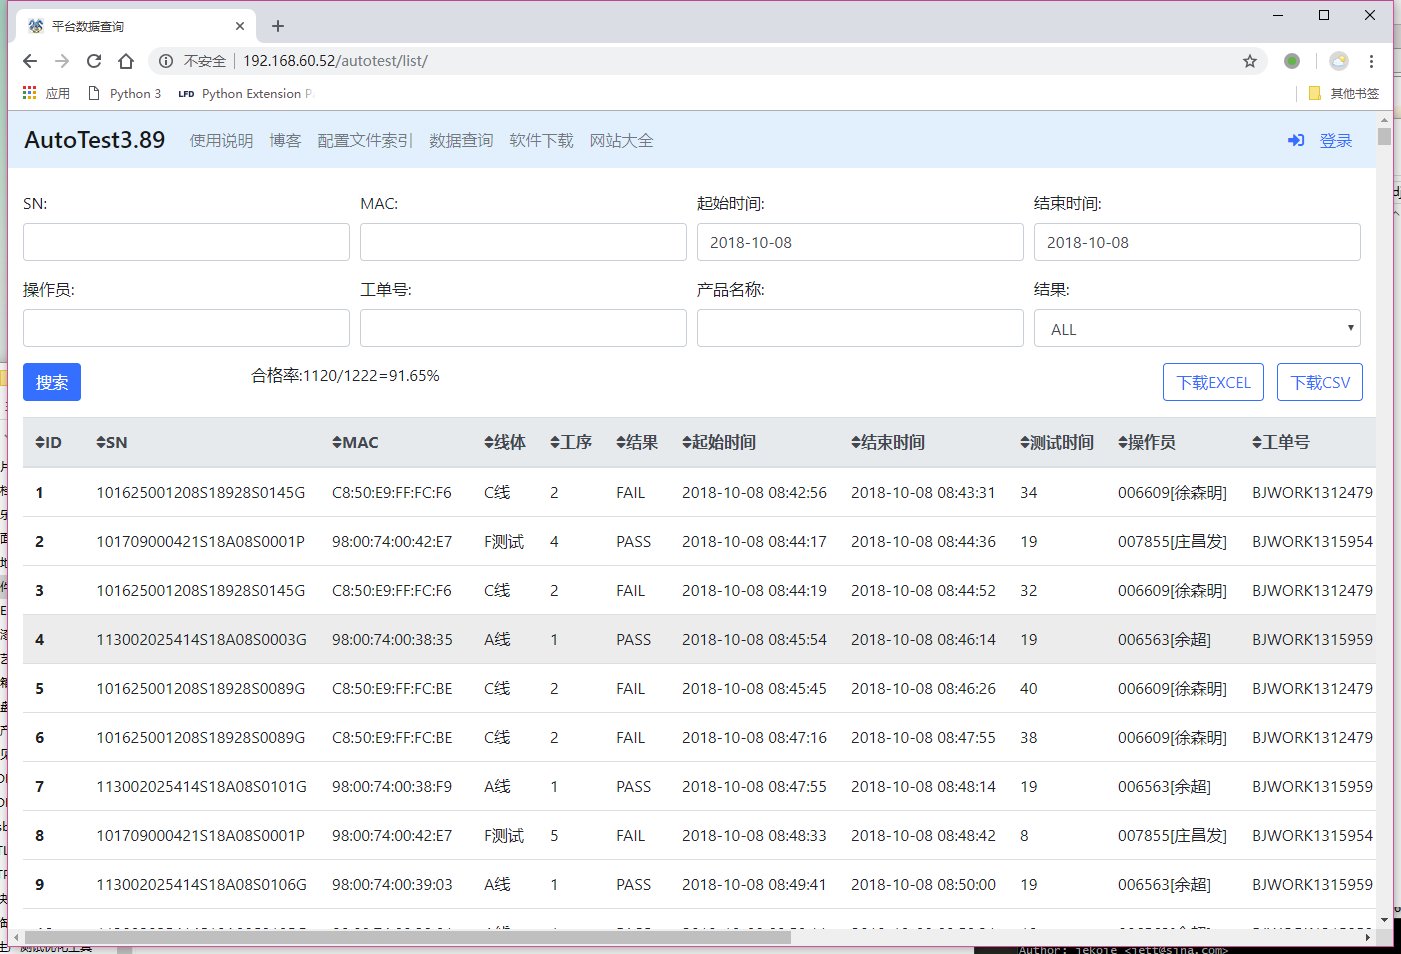 平台数据查询
不安全 192.168.60.52/autotest/list/
应用 Python 3 LFD Python Extension P 其他书签
AutoTest3.89 使用说明 博客 配置文件索引 数据查询 软件下载 网站大全 登录
SN: MAC: 起始时间: 结束时间:
2018-10-08 2018-10-08
操作员: 工单号: 产品名称: 结果:
ALL
搜索 合格率:1120/1222=91.65% 下载EXCEL 下载CSV
ID SN MAC 线体 工序 结果 起始时间 结束时间 测试时间 操作员 工单号
1 101625001208S18928S0145G C8:50:E9:FF:FC:F6 C线 2 FAIL 2018-10-08 08:42:56 2018-10-08 08:43:31 34 006609[徐森明] BJWORK1312479
2 101709000421S18A08S0001P 98:00:74:00:42:E7 F测试 4 PASS 2018-10-08 08:44:17 2018-10-08 08:44:36 19 007855[庄昌发] BJWORK1315954
3 101625001208S18928S0145G C8:50:E9:FF:FC:F6 C线 2 FAIL 2018-10-08 08:44:19 2018-10-08 08:44:52 32 006609[徐森明] BJWORK1312479
4 113002025414S18A08S0003G 98:00:74:00:38:35 A线 1 PASS 2018-10-08 08:45:54 2018-10-08 08:46:14 19 006563[余超] BJWORK1315959
5 101625001208S18928S0089G C8:50:E9:FF:FC:BE C线 2 FAIL 2018-10-08 08:45:45 2018-10-08 08:46:26 40 006609[徐森明] BJWORK1312479
6 101625001208S18928S0089G C8:50:E9:FF:FC:BE C线 2 FAIL 2018-10-08 08:47:16 2018-10-08 08:47:55 38 006609[徐森明] BJWORK1312479
7 113002025414S18A08S0101G 98:00:74:00:38:F9 A线 1 PASS 2018-10-08 08:47:55 2018-10-08 08:48:14 19 006563[余超] BJWORK1315959
8 101709000421S18A08S0001P 98:00:74:00:42:E7 F测试 5 FAIL 2018-10-08 08:48:33 2018-10-08 08:48:42 8 007855[庄昌发] BJWORK1315954
9 113002025414S18A08S0106G 98:00:74:00:39:03 A线 1 PASS 2018-10-08 08:49:41 2018-10-08 08:50:00 19 006563[余超] BJWORK1315959
Author: jekoie <jett@sina.com>